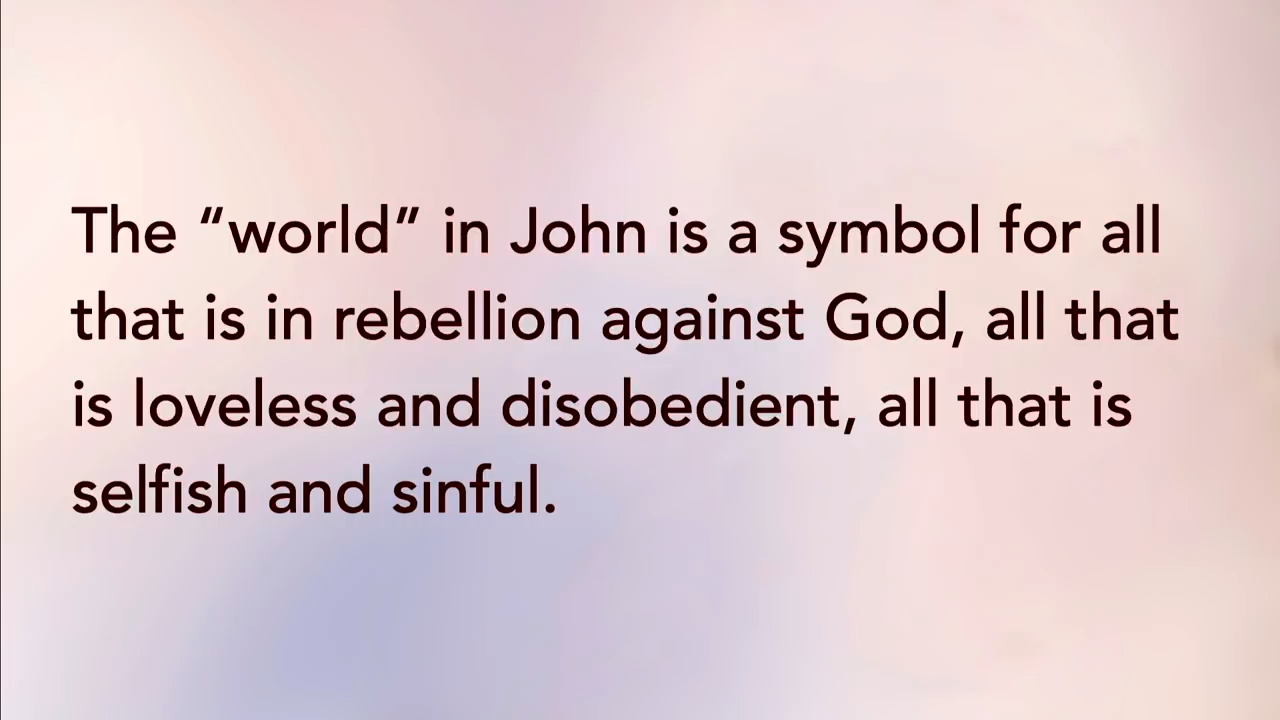 The “world” in John is a symbol for all
that is in rebellion against God, all that
is loveless and disobedient, all that is
selfish and sinful.